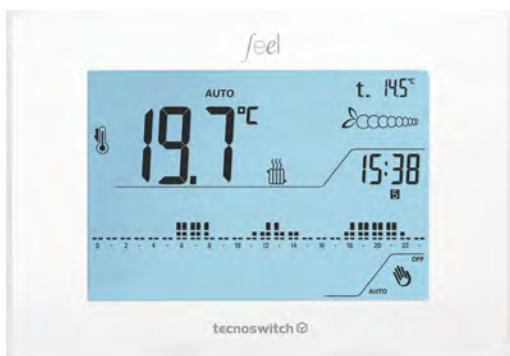 feel
AUTO
t- 14.5°C
19.7°C
15:38
5
0 - 2 - 4 - 6 - 8 - 10 - 12 - 14 - 16 - 18 - 20 - 22 -
OFF
AUTO
tecnoswitch